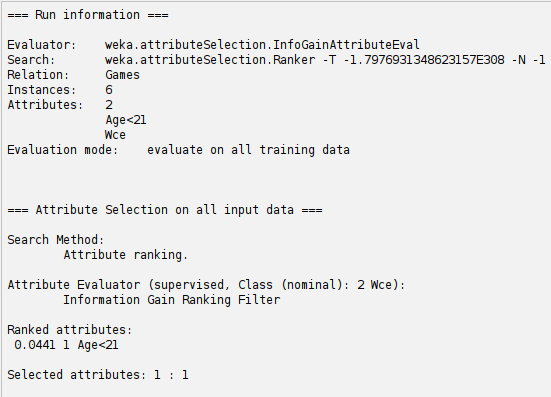 === Run information ===
Evaluator:    weka.attributeSelection.InfoGainAttributeEval
Search:       weka.attributeSelection.Ranker -T -1.7976931348623157E308 -N -1
Relation:     Games
Instances:    6
Attributes:   2
Age<21
Wce
Evaluation mode:    evaluate on all training data
=== Attribute Selection on all input data ===
Search Method:
Attribute ranking.
Attribute Evaluator (supervised, Class (nominal): 2 Wce):
Information Gain Ranking Filter
Ranked attributes:
0.0441 1 Age<21
Selected attributes: 1 : 1